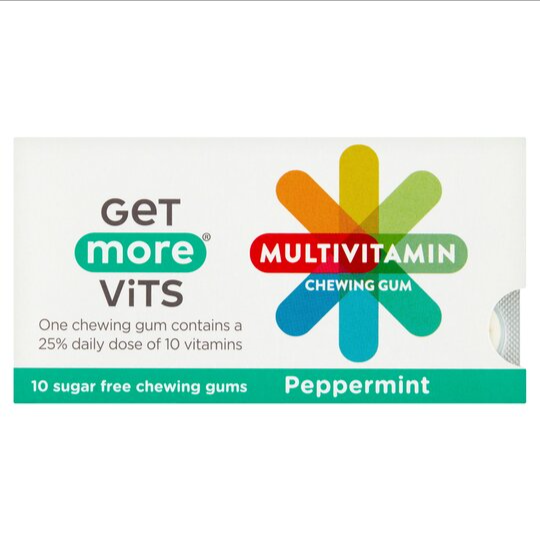 GeT
more®
ViTS
One chewing gum contains a
25% daily dose of 10 vitamins
MULTIVITAMIN
CHEWING GUM
10 sugar free chewing gums
Peppermint